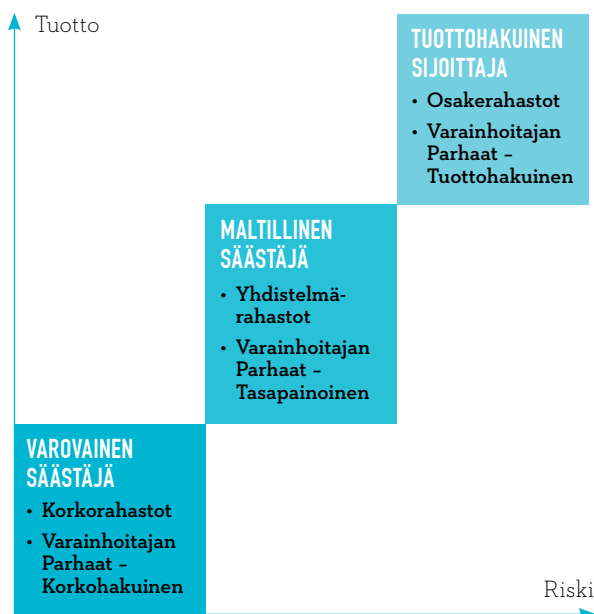 Tuotto
TUOTTOHAKUINEN
SIJOITTAJA
• Osakerahastot
• Varainhoitajan
Parhaat –
Tuottohakuinen
MALTILLINEN
SÄÄSTÄJÄ
• Yhdistelmä-
rahastot
• Varainhoitajan
Parhaat –
Tasapainoinen
VAROVAINEN
SÄÄSTÄJÄ
• Korkorahastot
• Varainhoitajan
Parhaat –
Korkohakuinen
Riski